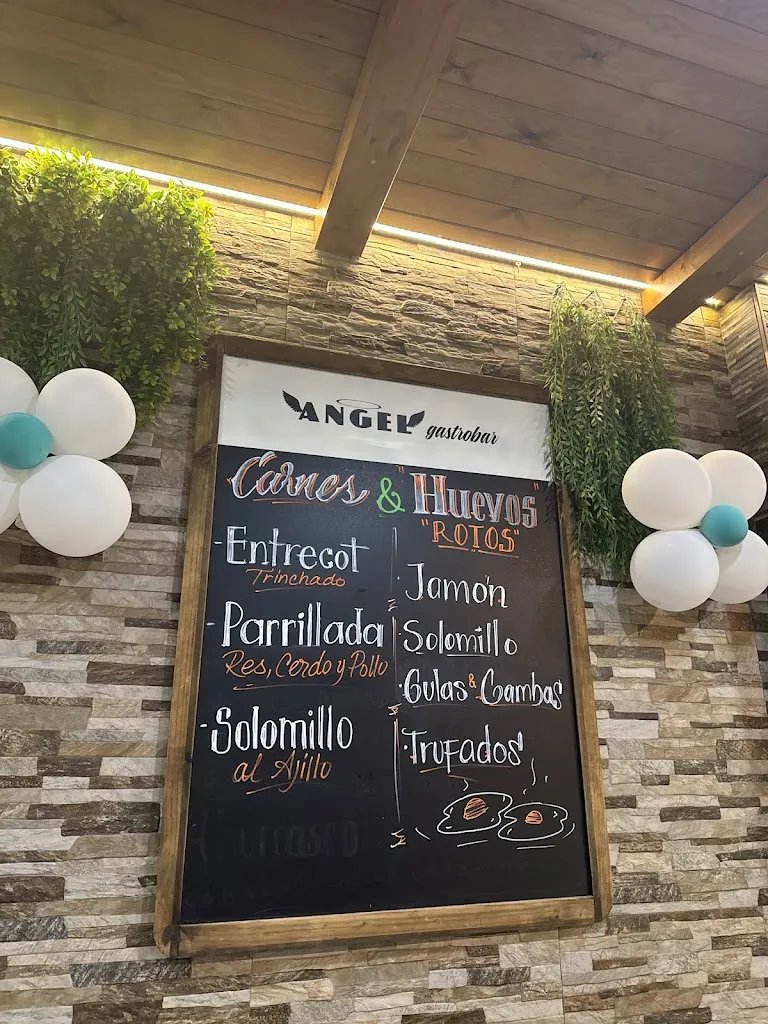 ANGEL gastrobar
Carnes & "Huevos"
"ROTOS"
- Entrecot
Trinchado
- Parrillada
Res, Cerdo y Pollo
- Solomillo
al Ajillo
· Jamón
· Solomillo
· Gulas & Gambas
· Trufados